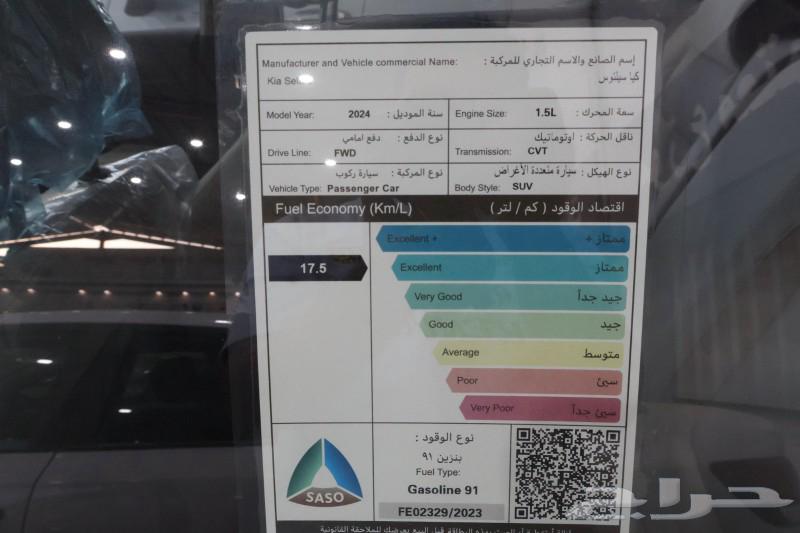 Manufacturer and Vehicle commercial Name: إسم الصانع والاسم التجاري للمركبة :
Kia كيا سيلتوس
Model Year: 2024 سنة الموديل :
Engine Size: 1.5L سعة المحرك :
نوع الدفع : دفع امامي
Drive Line: FWD
ناقل الحركة : اوتوماتيك
Transmission: CVT
نوع المركبة : سيارة ركوب
Vehicle Type: Passenger Car
نوع الهيكل : سيارة متعددة الأغراض
Body Style: SUV
Fuel Economy (Km/L) اقتصاد الوقود ( كم / لتر )
Excellent + ممتاز +
17.5
Excellent ممتاز
Very Good جيد جداً
Good جيد
Average متوسط
Poor سيئ
Very Poor سيئ جداً
SASO
نوع الوقود :
بنزين ٩١
Fuel Type:
Gasoline 91
FE02329/2023
حراج